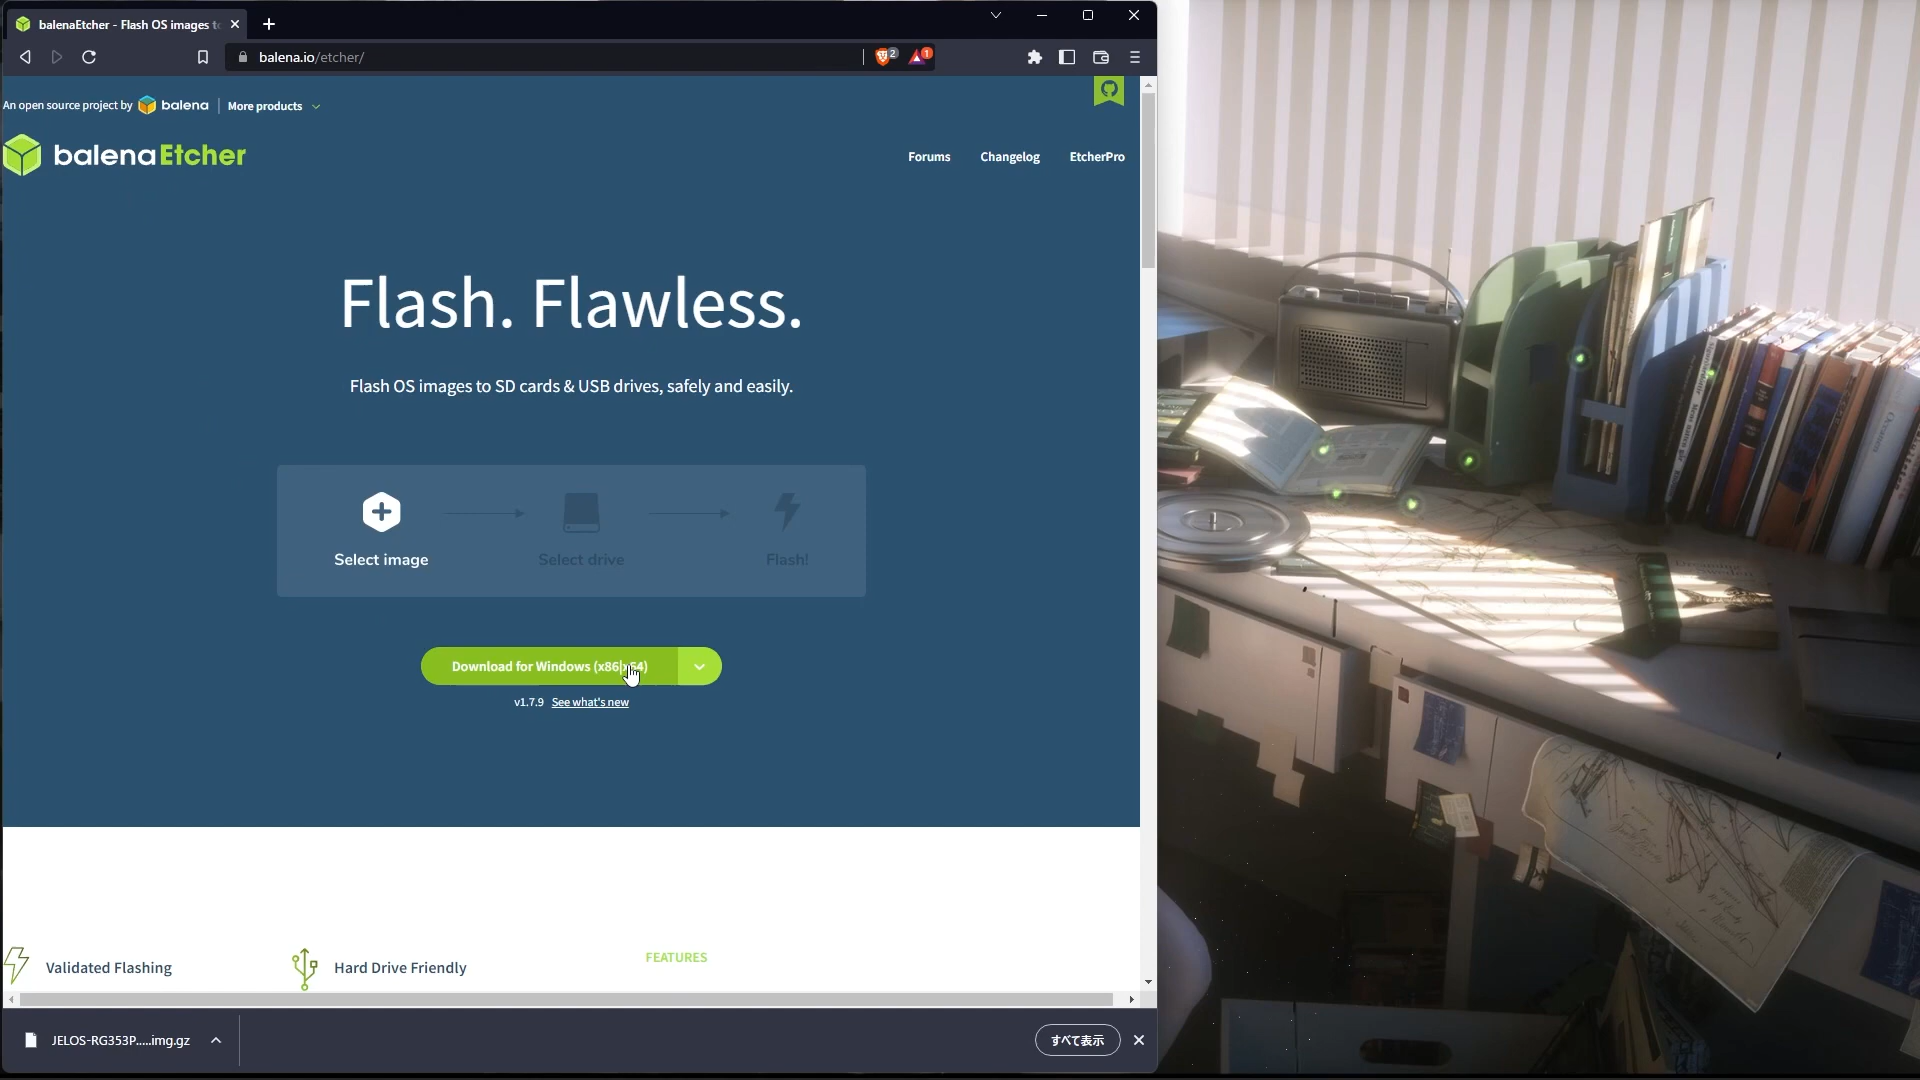 balenaEtcher - Flash OS images to
balena.io/etcher/
2
1
An open source project by balena
More products
balenaEtcher
Forums
Changelog
EtcherPro
Flash. Flawless.
Flash OS images to SD cards & USB drives, safely and easily.
Select image
Select drive
Flash!
Download for Windows (x86|x64)
v1.7.9 See what's new
Validated Flashing
Hard Drive Friendly
FEATURES
JELOS-RG353P.....img.gz
すべて表示